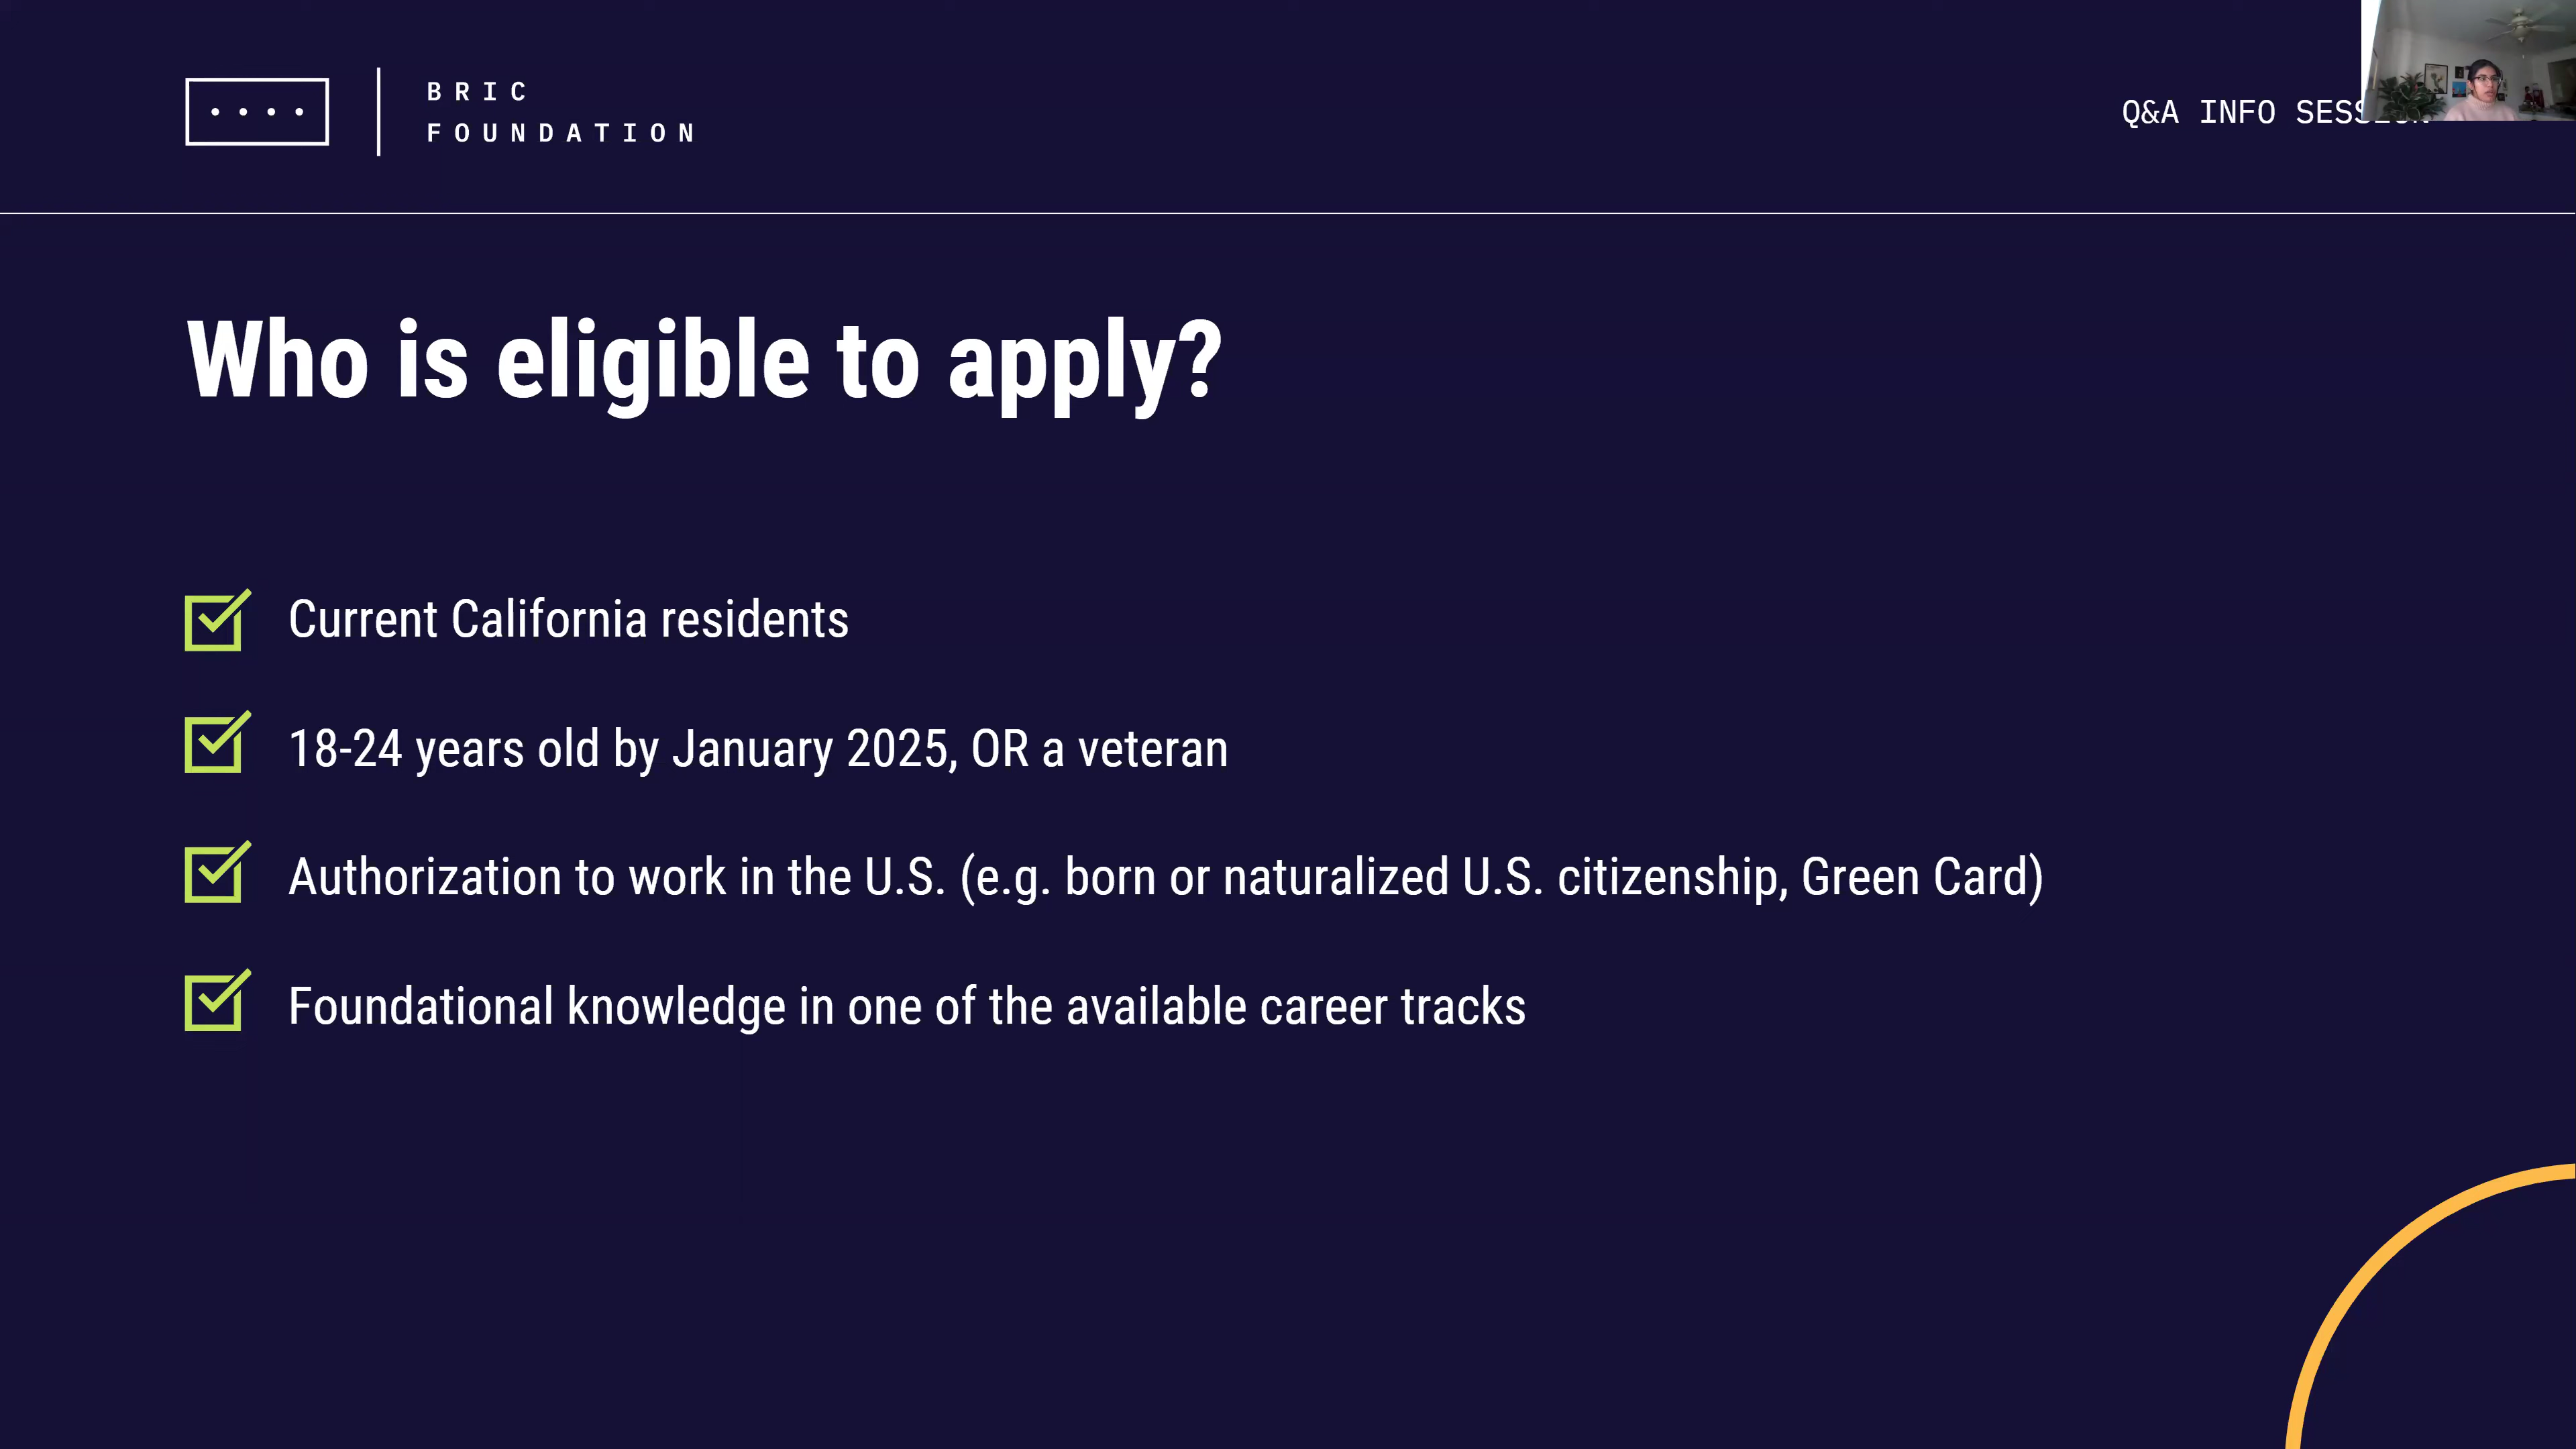 BRIC
FOUNDATION
Q&A INFO SESSION
Who is eligible to apply?
Current California residents
18-24 years old by January 2025, OR a veteran
Authorization to work in the U.S. (e.g. born or naturalized U.S. citizenship, Green Card)
Foundational knowledge in one of the available career tracks